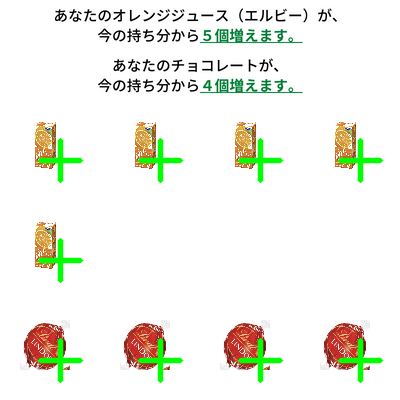 あなたのオレンジジュース（エルビー）が、
今の持ち分から５個増えます。
あなたのチョコレートが、
今の持ち分から４個増えます。